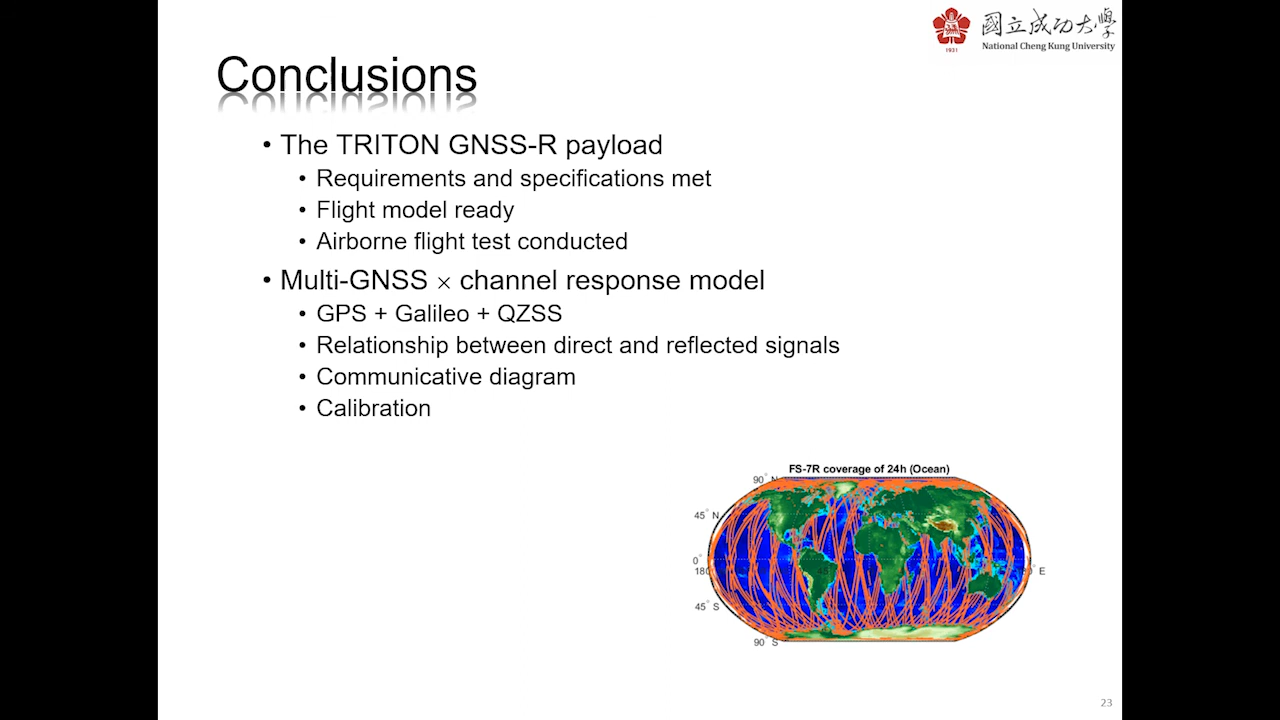 國立成功大學
National Cheng Kung University
1931
Conclusions
• The TRITON GNSS-R payload
• Requirements and specifications met
• Flight model ready
• Airborne flight test conducted
• Multi-GNSS × channel response model
• GPS + Galileo + QZSS
• Relationship between direct and reflected signals
• Communicative diagram
• Calibration
FS-7R coverage of 24h (Ocean)
90° N
45° N
0°
180
° E
45° S
90° S
23